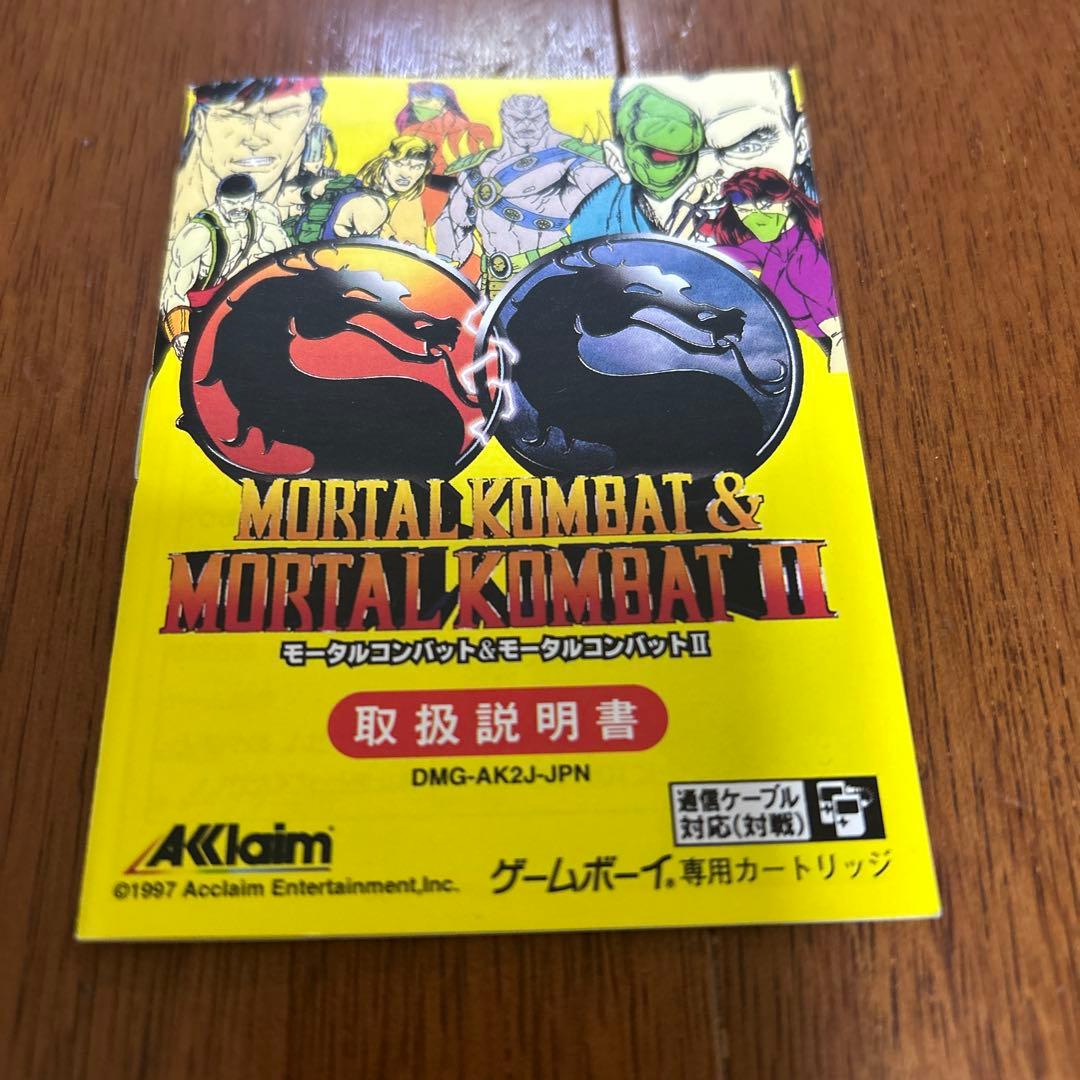 MORTAL KOMBAT &
MORTAL KOMBAT II
モータルコンバット&モータルコンバットII
取扱説明書
DMG-AK2J-JPN
通信ケーブル
対応(対戦)
AKKlaim
©1997 Acclaim Entertainment,Inc.
ゲームボーイ®専用カートリッジ